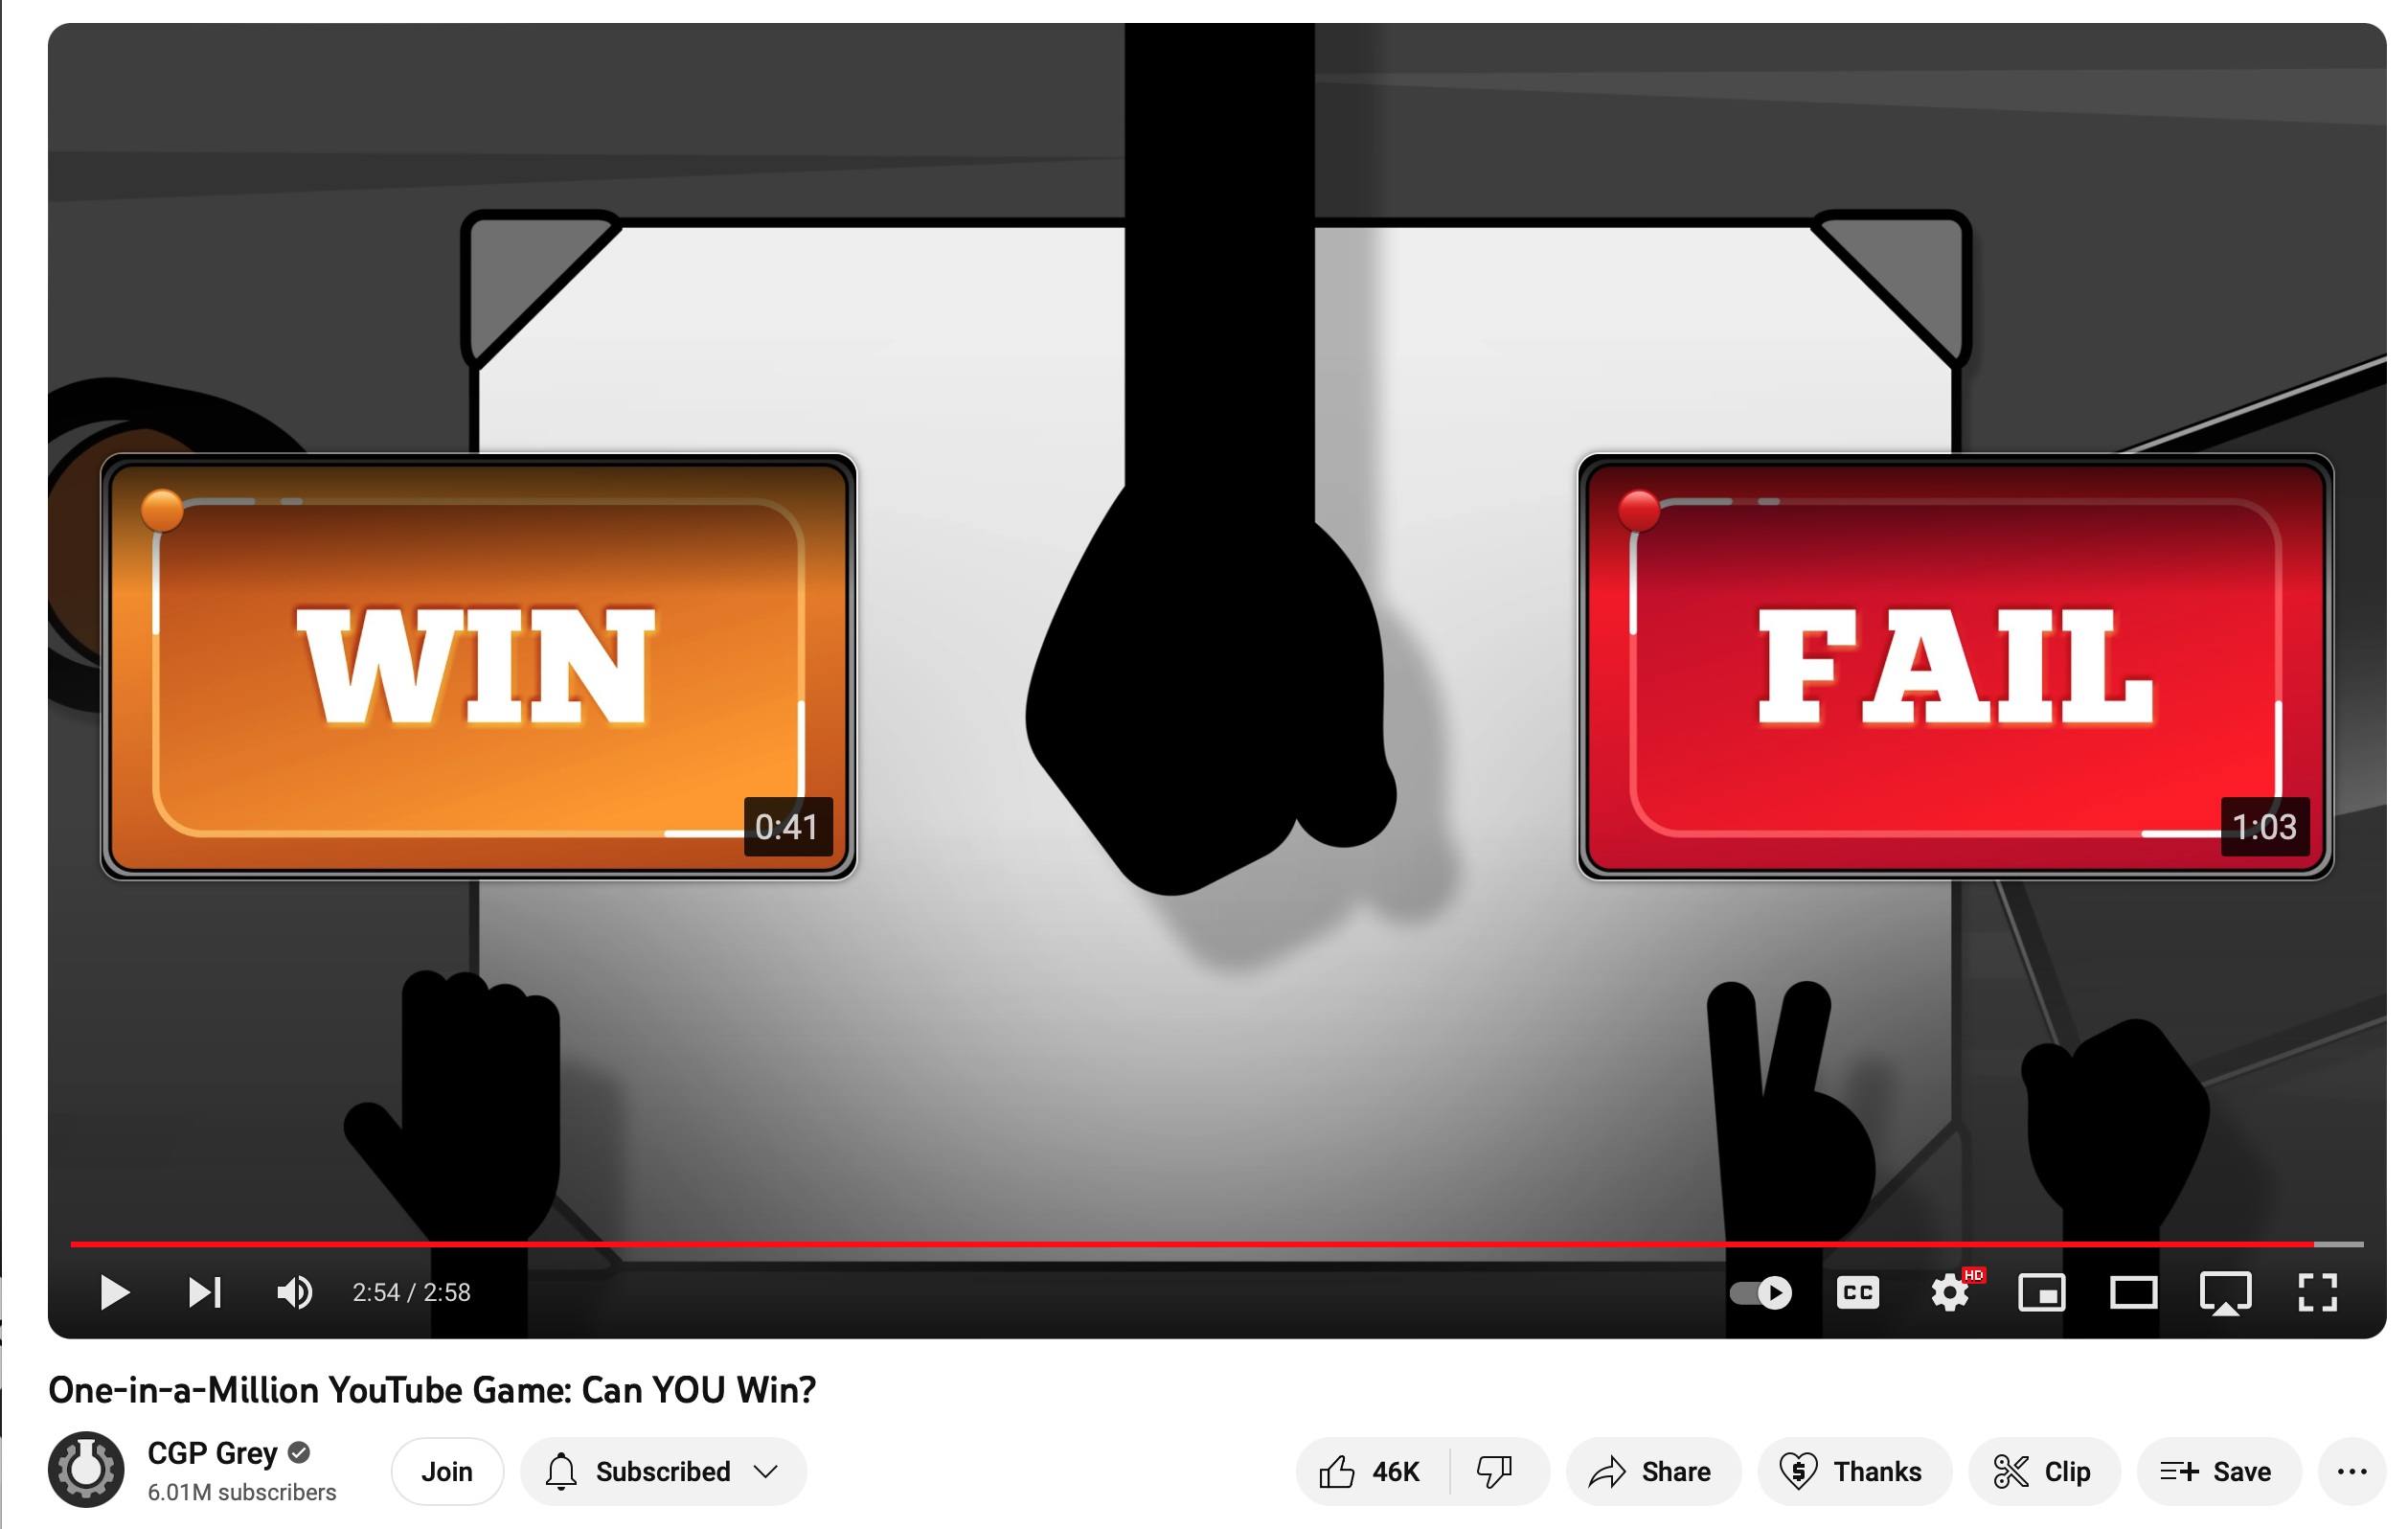 WIN
0:41
FAIL
1:03
2:54 / 2:58
CC
HD
One-in-a-Million YouTube Game: Can YOU Win?
CGP Grey
6.01M subscribers
Join
Subscribed
46K
Share
$
Thanks
Clip
Save